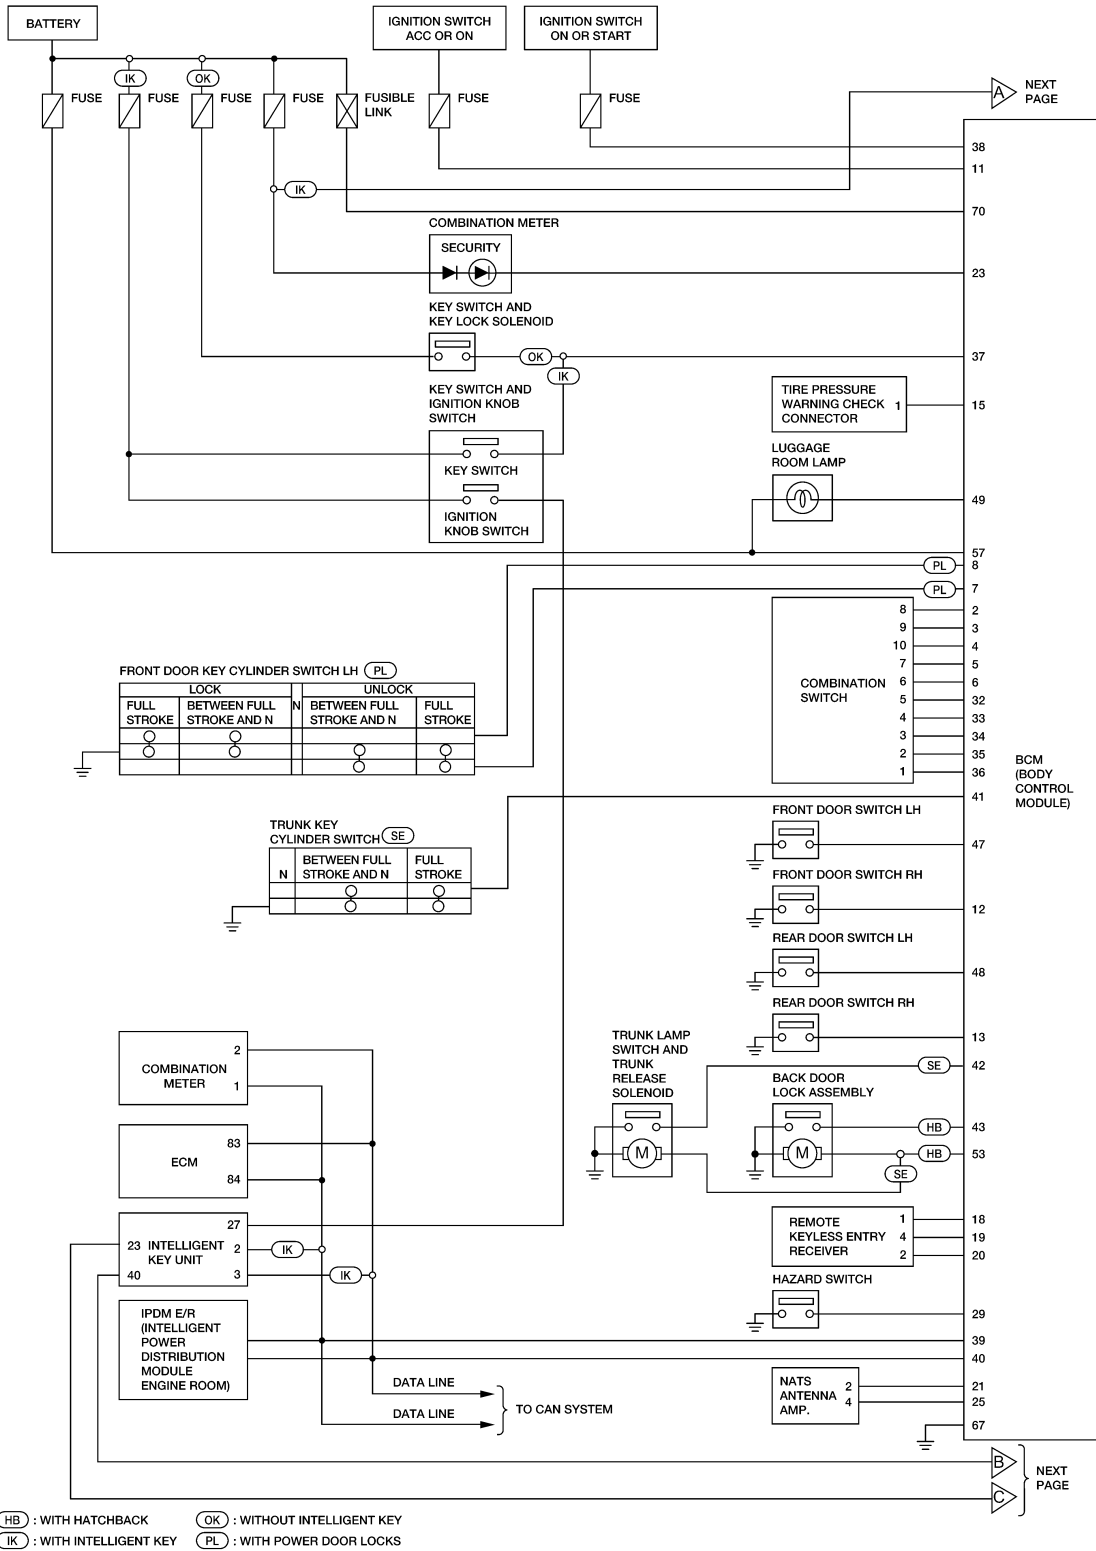 BATTERY
IGNITION SWITCH
ACC OR ON
IGNITION SWITCH
ON OR START
IK
OK
FUSE
FUSE
FUSE
FUSE
FUSIBLE
LINK
FUSE
FUSE
A
NEXT
PAGE
38
11
IK
70
COMBINATION METER
SECURITY
23
KEY SWITCH AND
KEY LOCK SOLENOID
OK
37
IK
KEY SWITCH AND
IGNITION KNOB
SWITCH
KEY SWITCH
IGNITION
KNOB SWITCH
TIRE PRESSURE
WARNING CHECK
CONNECTOR
1
15
LUGGAGE
ROOM LAMP
49
57
PL
8
PL
7
COMBINATION
SWITCH
8
2
9
3
10
4
7
5
6
6
5
32
4
33
3
34
2
35
1
36
BCM
(BODY
CONTROL
MODULE)
FRONT DOOR KEY CYLINDER SWITCH LH
PL
LOCK
UNLOCK
FULL
STROKE
BETWEEN FULL
STROKE AND N
N
BETWEEN FULL
STROKE AND N
FULL
STROKE
41
TRUNK KEY
CYLINDER SWITCH
SE
N
BETWEEN FULL
STROKE AND N
FULL
STROKE
FRONT DOOR SWITCH LH
47
FRONT DOOR SWITCH RH
12
REAR DOOR SWITCH LH
48
REAR DOOR SWITCH RH
13
TRUNK LAMP
SWITCH AND
TRUNK
RELEASE
SOLENOID
M
SE
42
BACK DOOR
LOCK ASSEMBLY
M
HB
43
HB
53
SE
COMBINATION
METER
2
1
ECM
83
84
INTELLIGENT
KEY UNIT
27
23
2
IK
40
3
IK
REMOTE
KEYLESS ENTRY
RECEIVER
1
18
4
19
2
20
HAZARD SWITCH
29
IPDM E/R
(INTELLIGENT
POWER
DISTRIBUTION
MODULE
ENGINE ROOM)
39
40
DATA LINE
DATA LINE
TO CAN SYSTEM
NATS
ANTENNA
AMP.
2
21
4
25
67
B
C
NEXT
PAGE
HB : WITH HATCHBACK
OK : WITHOUT INTELLIGENT KEY
IK : WITH INTELLIGENT KEY
PL : WITH POWER DOOR LOCKS